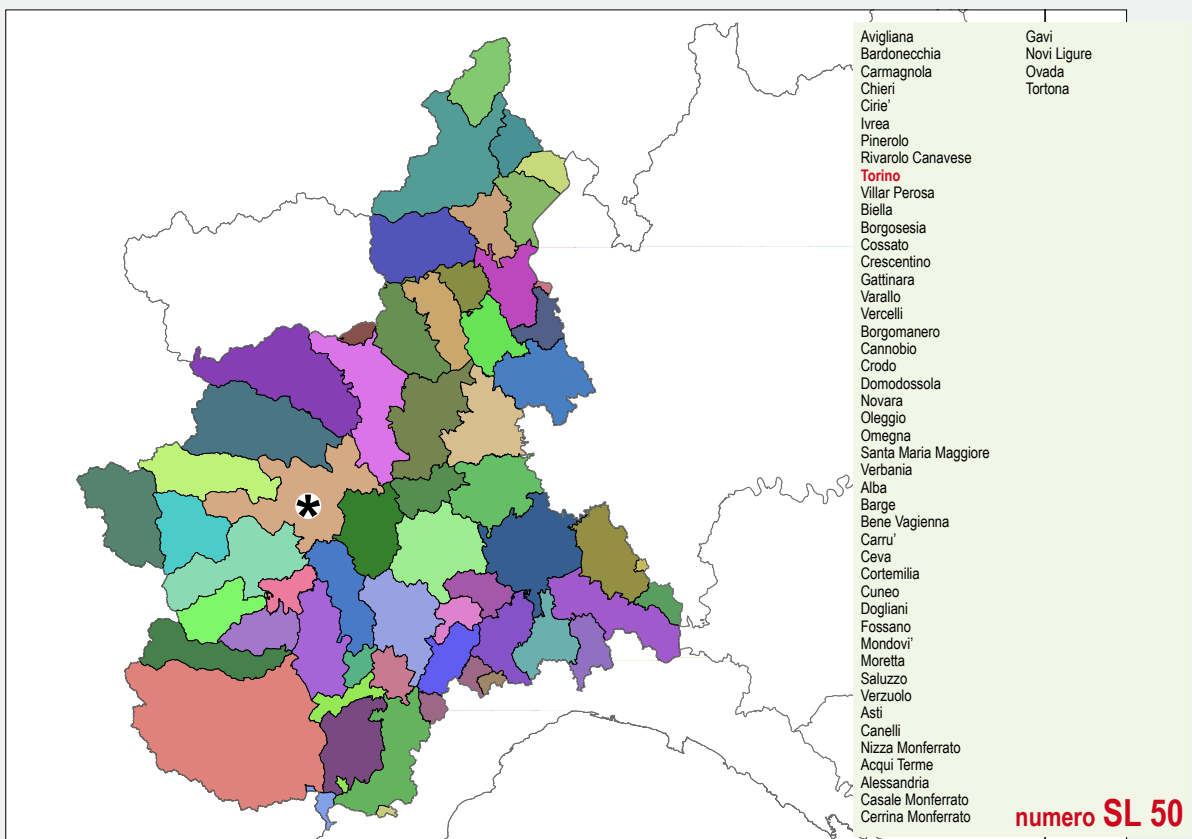 Avigliana
Bardonecchia
Carmagnola
Chieri
Cirie'
Ivrea
Pinerolo
Rivarolo Canavese
Torino
Villar Perosa
Biella
Borgosesia
Cossato
Crescentino
Gattinara
Varallo
Vercelli
Borgomanero
Cannobio
Crodo
Domodossola
Novara
Oleggio
Omegna
Santa Maria Maggiore
Verbania
Alba
Barge
Bene Vagienna
Carru'
Ceva
Cortemilia
Cuneo
Dogliani
Fossano
Mondovi'
Moretta
Saluzzo
Verzuolo
Asti
Canelli
Nizza Monferrato
Acqui Terme
Alessandria
Casale Monferrato
Cerrina Monferrato
Gavi
Novi Ligure
Ovada
Tortona
numero SL 50
*